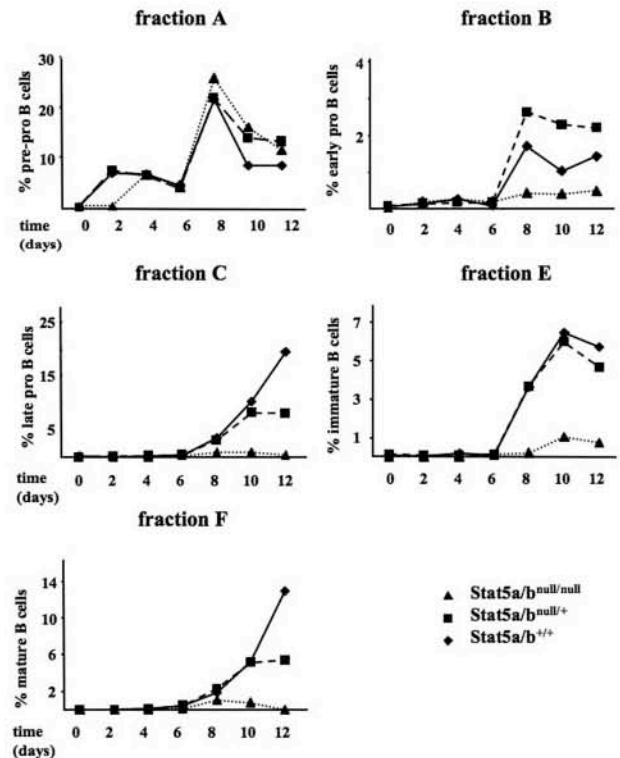 fraction A
% pre-pro B cells
30
20
10
time
(days)
0 2 4 6 8 10 12
fraction B
% early pro B cells
4
2
0 2 4 6 8 10 12
fraction C
% late pro B cells
25
15
5
time
(days)
0 2 4 6 8 10 12
fraction E
% immature B cells
7
5
3
1
0 2 4 6 8 10 12
fraction F
% mature B cells
14
10
6
2
time
(days)
0 2 4 6 8 10 12
Stat5a/b^null/null
Stat5a/b^null/+
Stat5a/b^+/+